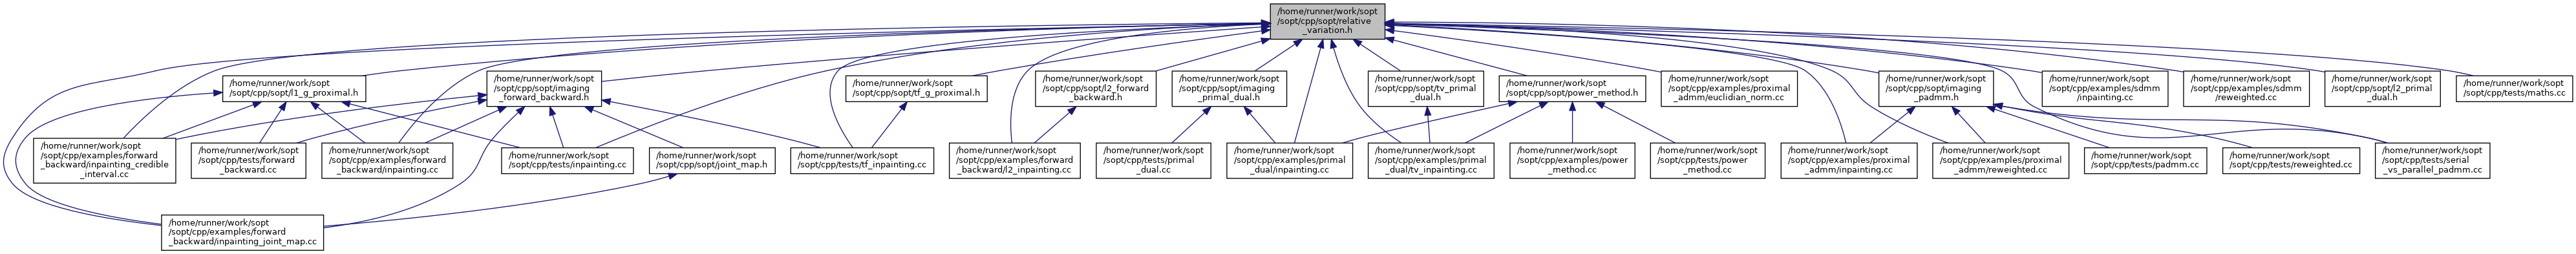 /home/runner/work/sopt
/sopt/cpp/sopt/relative
_variation.h
/home/runner/work/sopt
/sopt/cpp/sopt/l1_g_proximal.h
/home/runner/work/sopt
/sopt/cpp/sopt/imaging
_forward_backward.h
/home/runner/work/sopt
/sopt/cpp/sopt/tf_g_proximal.h
/home/runner/work/sopt
/sopt/cpp/sopt/l2_forward
_backward.h
/home/runner/work/sopt
/sopt/cpp/sopt/imaging
_primal_dual.h
/home/runner/work/sopt
/sopt/cpp/sopt/tv_primal
_dual.h
/home/runner/work/sopt
/sopt/cpp/sopt/power_method.h
/home/runner/work/sopt
/sopt/cpp/examples/proximal
_admm/euclidian_norm.cc
/home/runner/work/sopt
/sopt/cpp/sopt/imaging
_padmm.h
/home/runner/work/sopt
/sopt/cpp/examples/sdmm
/inpainting.cc
/home/runner/work/sopt
/sopt/cpp/examples/sdmm
/reweighted.cc
/home/runner/work/sopt
/sopt/cpp/sopt/l2_primal
_dual.h
/home/runner/work/sopt
/sopt/cpp/tests/maths.cc
/home/runner/work/sopt
/sopt/cpp/examples/forward
_backward/inpainting_credible
_interval.cc
/home/runner/work/sopt
/sopt/cpp/tests/forward
_backward.cc
/home/runner/work/sopt
/sopt/cpp/examples/forward
_backward/inpainting.cc
/home/runner/work/sopt
/sopt/cpp/tests/inpainting.cc
/home/runner/work/sopt
/sopt/cpp/sopt/joint_map.h
/home/runner/work/sopt
/sopt/cpp/tests/tf_inpainting.cc
/home/runner/work/sopt
/sopt/cpp/examples/forward
_backward/l2_inpainting.cc
/home/runner/work/sopt
/sopt/cpp/tests/primal
_dual.cc
/home/runner/work/sopt
/sopt/cpp/examples/primal
_dual/inpainting.cc
/home/runner/work/sopt
/sopt/cpp/examples/primal
_dual/tv_inpainting.cc
/home/runner/work/sopt
/sopt/cpp/examples/power
_method.cc
/home/runner/work/sopt
/sopt/cpp/tests/power
_method.cc
/home/runner/work/sopt
/sopt/cpp/examples/proximal
_admm/inpainting.cc
/home/runner/work/sopt
/sopt/cpp/examples/proximal
_admm/reweighted.cc
/home/runner/work/sopt
/sopt/cpp/tests/padmm.cc
/home/runner/work/sopt
/sopt/cpp/tests/reweighted.cc
/home/runner/work/sopt
/sopt/cpp/tests/serial
_vs_parallel_padmm.cc
/home/runner/work/sopt
/sopt/cpp/examples/forward
_backward/inpainting_joint_map.cc